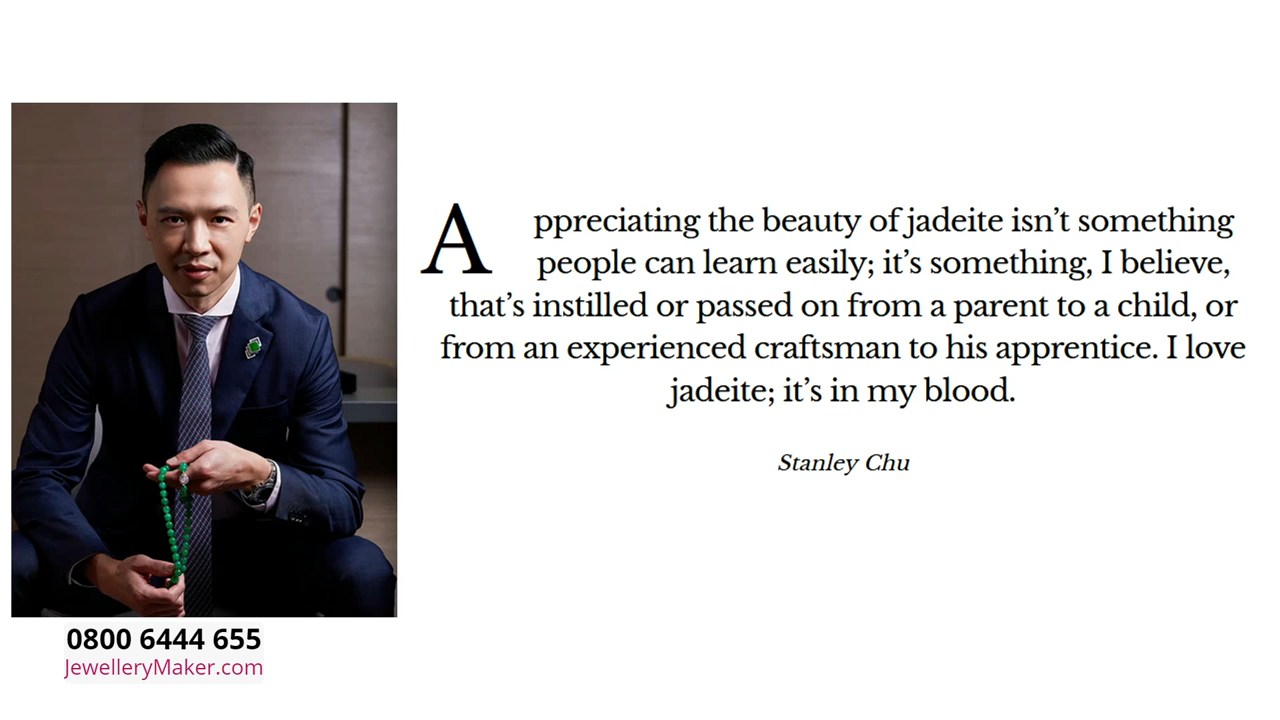 Appreciating the beauty of jadeite isn’t something
people can learn easily; it’s something, I believe,
that’s instilled or passed on from a parent to a child, or
from an experienced craftsman to his apprentice. I love
jadeite; it’s in my blood.
Stanley Chu
0800 6444 655
JewelleryMaker.com